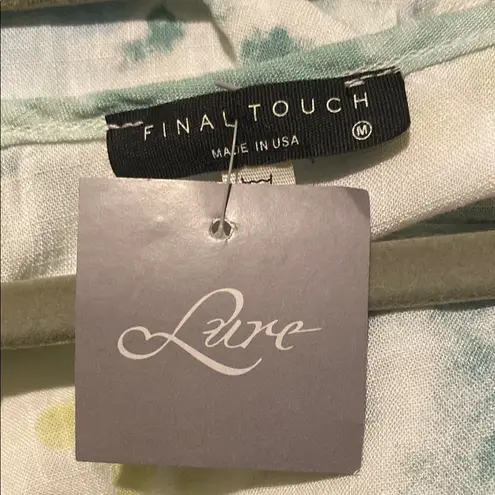 FINAL TOUCH
MADE IN USA
M
Lure